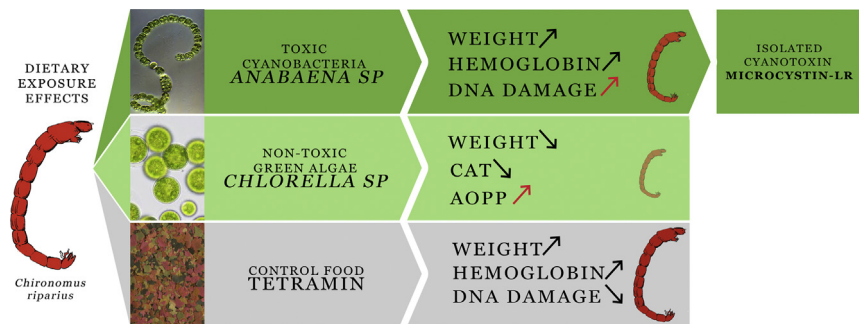 DIETARY
EXPOSURE
EFFECTS
Chironomus
riparius
TOXIC
CYANOBACTERIA
ANABAENA SP
WEIGHT↗
HEMOGLOBIN↗
DNA DAMAGE↗
ISOLATED
CYANOTOXIN
MICROCYSTIN-LR
NON-TOXIC
GREEN ALGAE
CHLORELLA SP
WEIGHT↘
CAT↘
AOPP↗
CONTROL FOOD
TETRAMIN
WEIGHT↗
HEMOGLOBIN↗
DNA DAMAGE↘